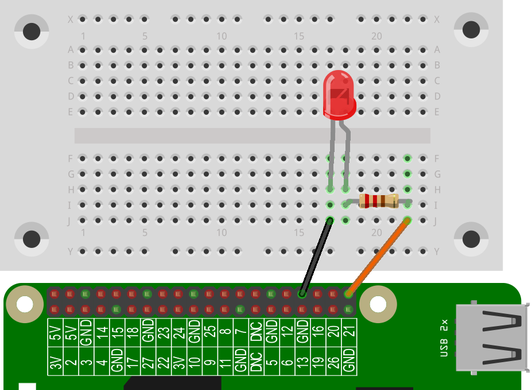 X X
1 5 10 15 20
A A
B B
C C
D D
E E
F F
G G
H H
I I
J J
1 5 10 15 20
Y Y
5V 5V GND 14 15 18 GND 23 24 GND 25 8 7 DNC GND 12 GND 16 20 21
3V 2 3 4 GND 17 27 22 3V 10 9 11 GND DNC 5 6 13 19 26 GND
USB 2x